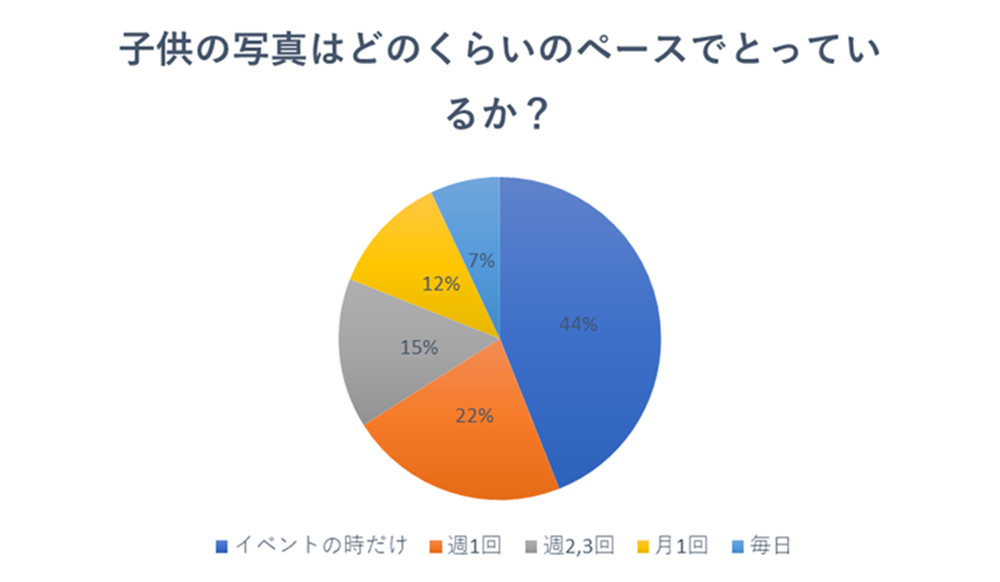 子供の写真はどのくらいのペースでとってい
るか？
7%
12%
44%
15%
22%
イベントの時だけ 週1回 週2,3回 月1回 毎日